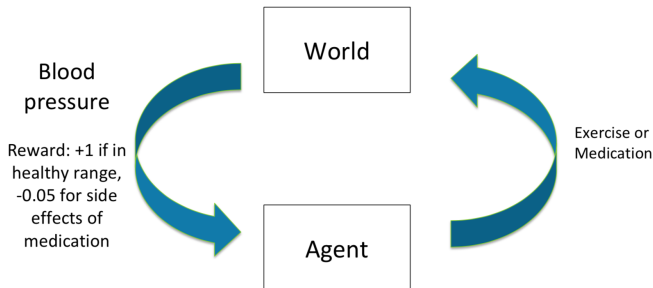 World
Blood
pressure
Reward: +1 if in
healthy range,
-0.05 for side
effects of
medication
Exercise or
Medication
Agent